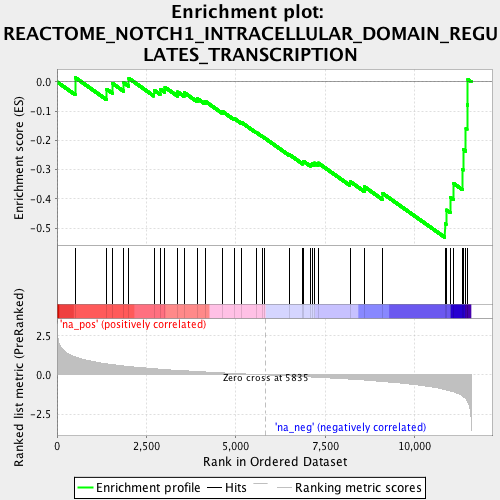 Enrichment plot:
REACTOME_NOTCH1_INTRACELLULAR_DOMAIN_REGU
LATES_TRANSCRIPTION
Enrichment score (ES)
0.0
-0.1
-0.2
-0.3
-0.4
-0.5
'na_pos' (positively correlated)
Ranked list metric (PreRanked)
2.5
0.0
-2.5
Zero cross at 5835
'na_neg' (negatively correlated)
0
2,500
5,000
7,500
10,000
Rank in Ordered Dataset
Enrichment profile
Hits
Ranking metric scores